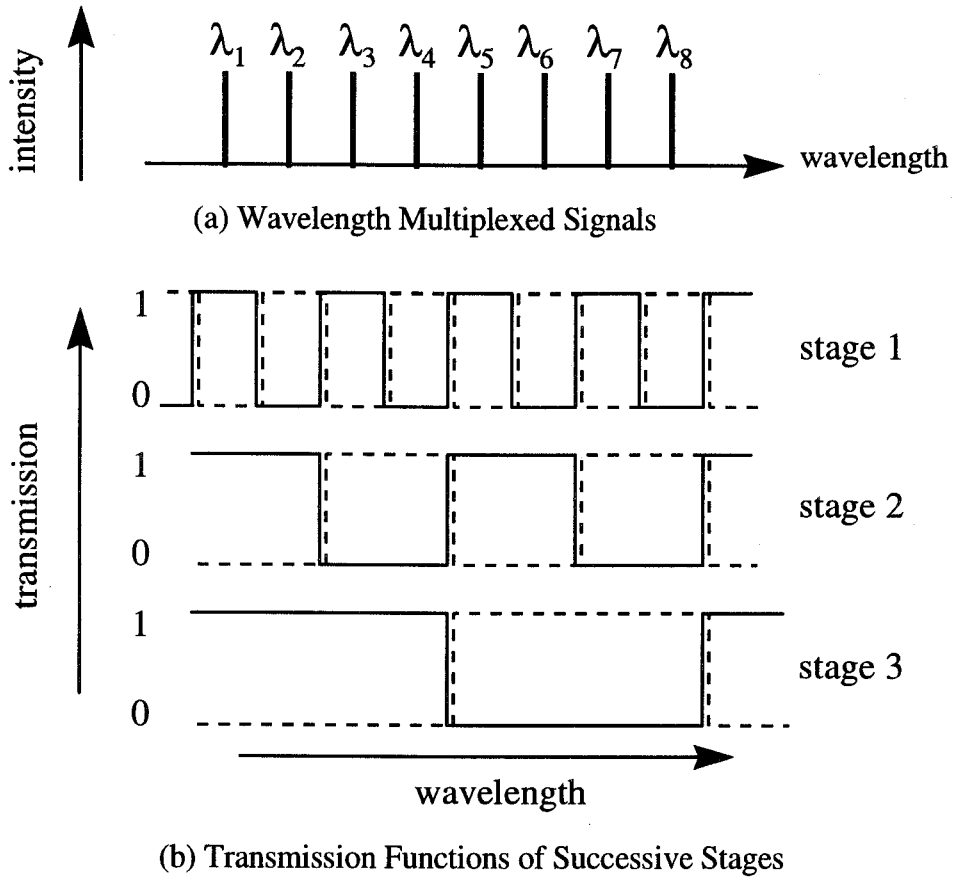 intensity
λ1 λ2 λ3 λ4 λ5 λ6 λ7 λ8
wavelength
(a) Wavelength Multiplexed Signals
transmission
1
0
stage 1
1
0
stage 2
1
0
stage 3
wavelength
(b) Transmission Functions of Successive Stages